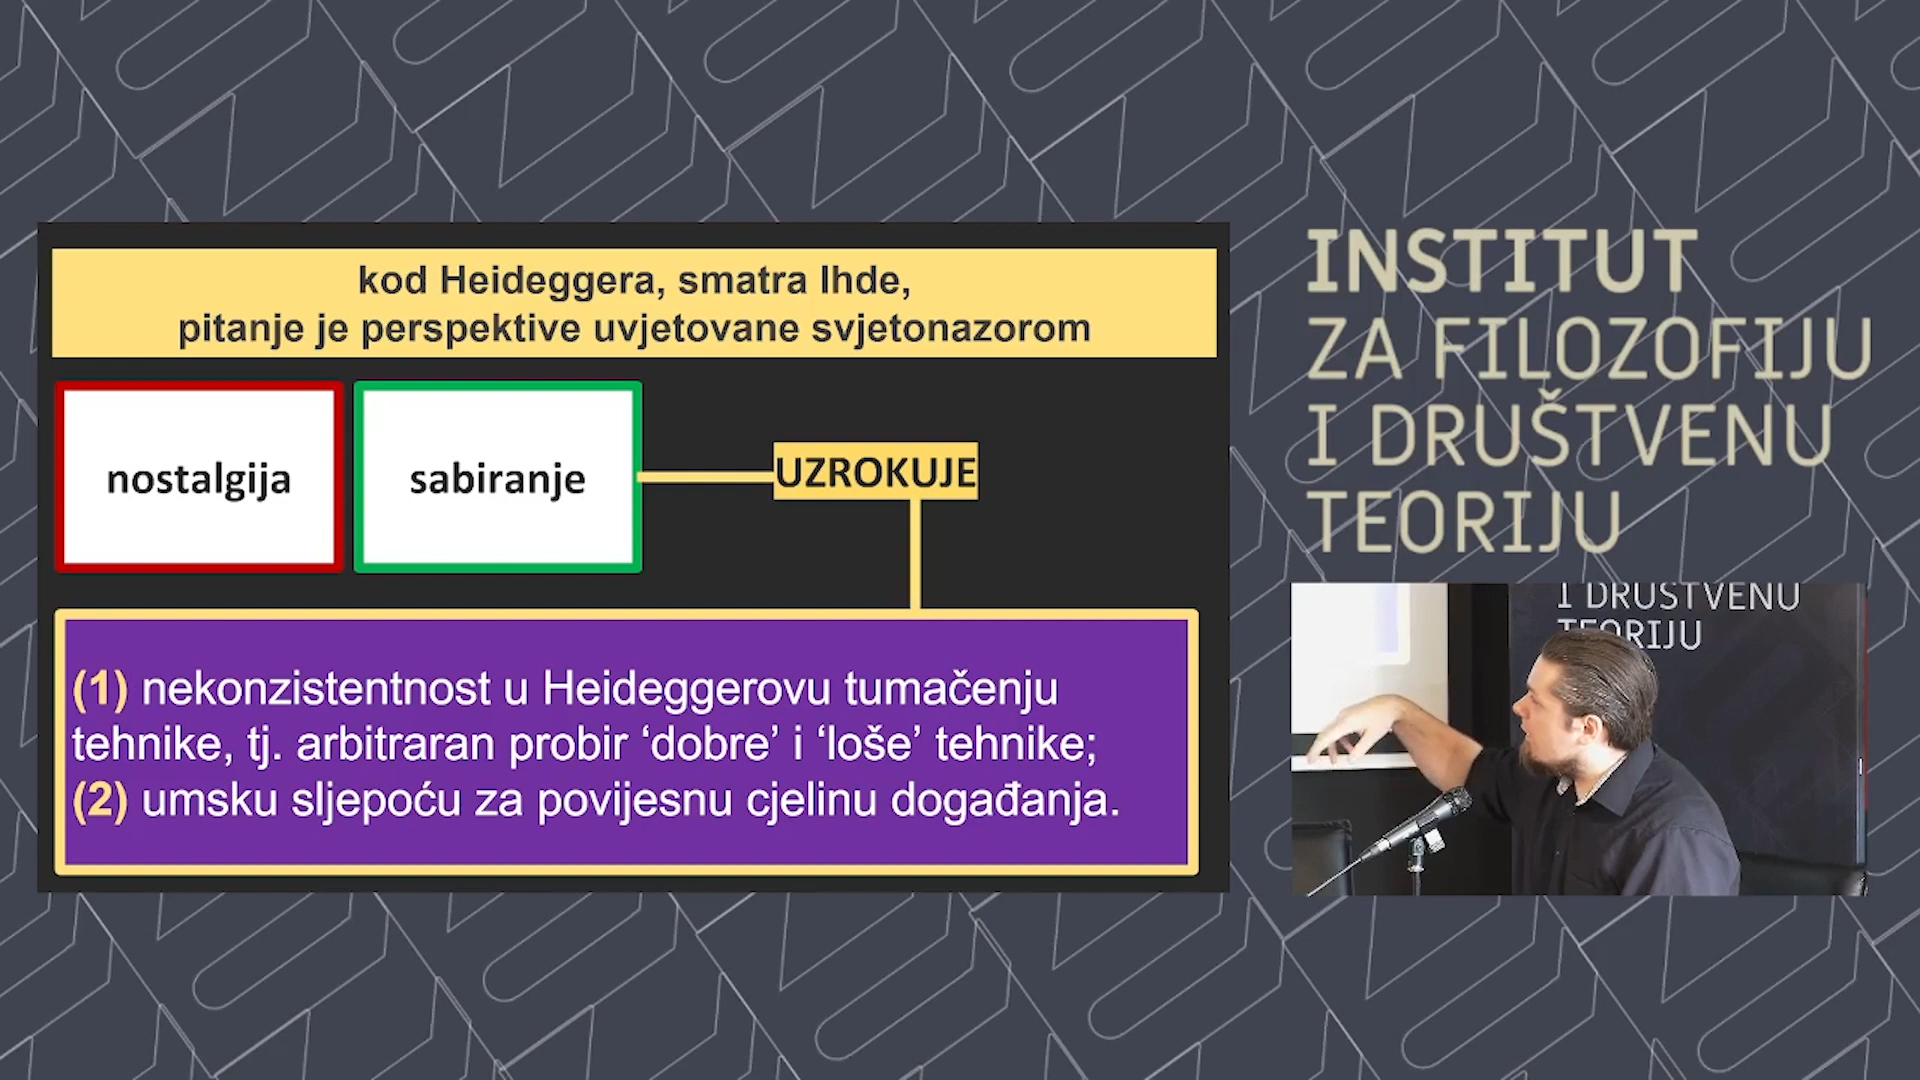 kod Heideggera, smatra Ihde,
pitanje je perspektive uvjetovane svjetonazorom
nostalgija
sabiranje
UZROKUJE
(1) nekonzistentnost u Heideggerovu tumačenju
tehnike, tj. arbitraran probir ‘dobre’ i ‘loše’ tehnike;
(2) umsku sljepoću za povijesnu cjelinu događanja.
INSTITUT
ZA FILOZOFIJU
I DRUŠTVENU
TEORIJU
I DRUŠTVENU
TEORIJU